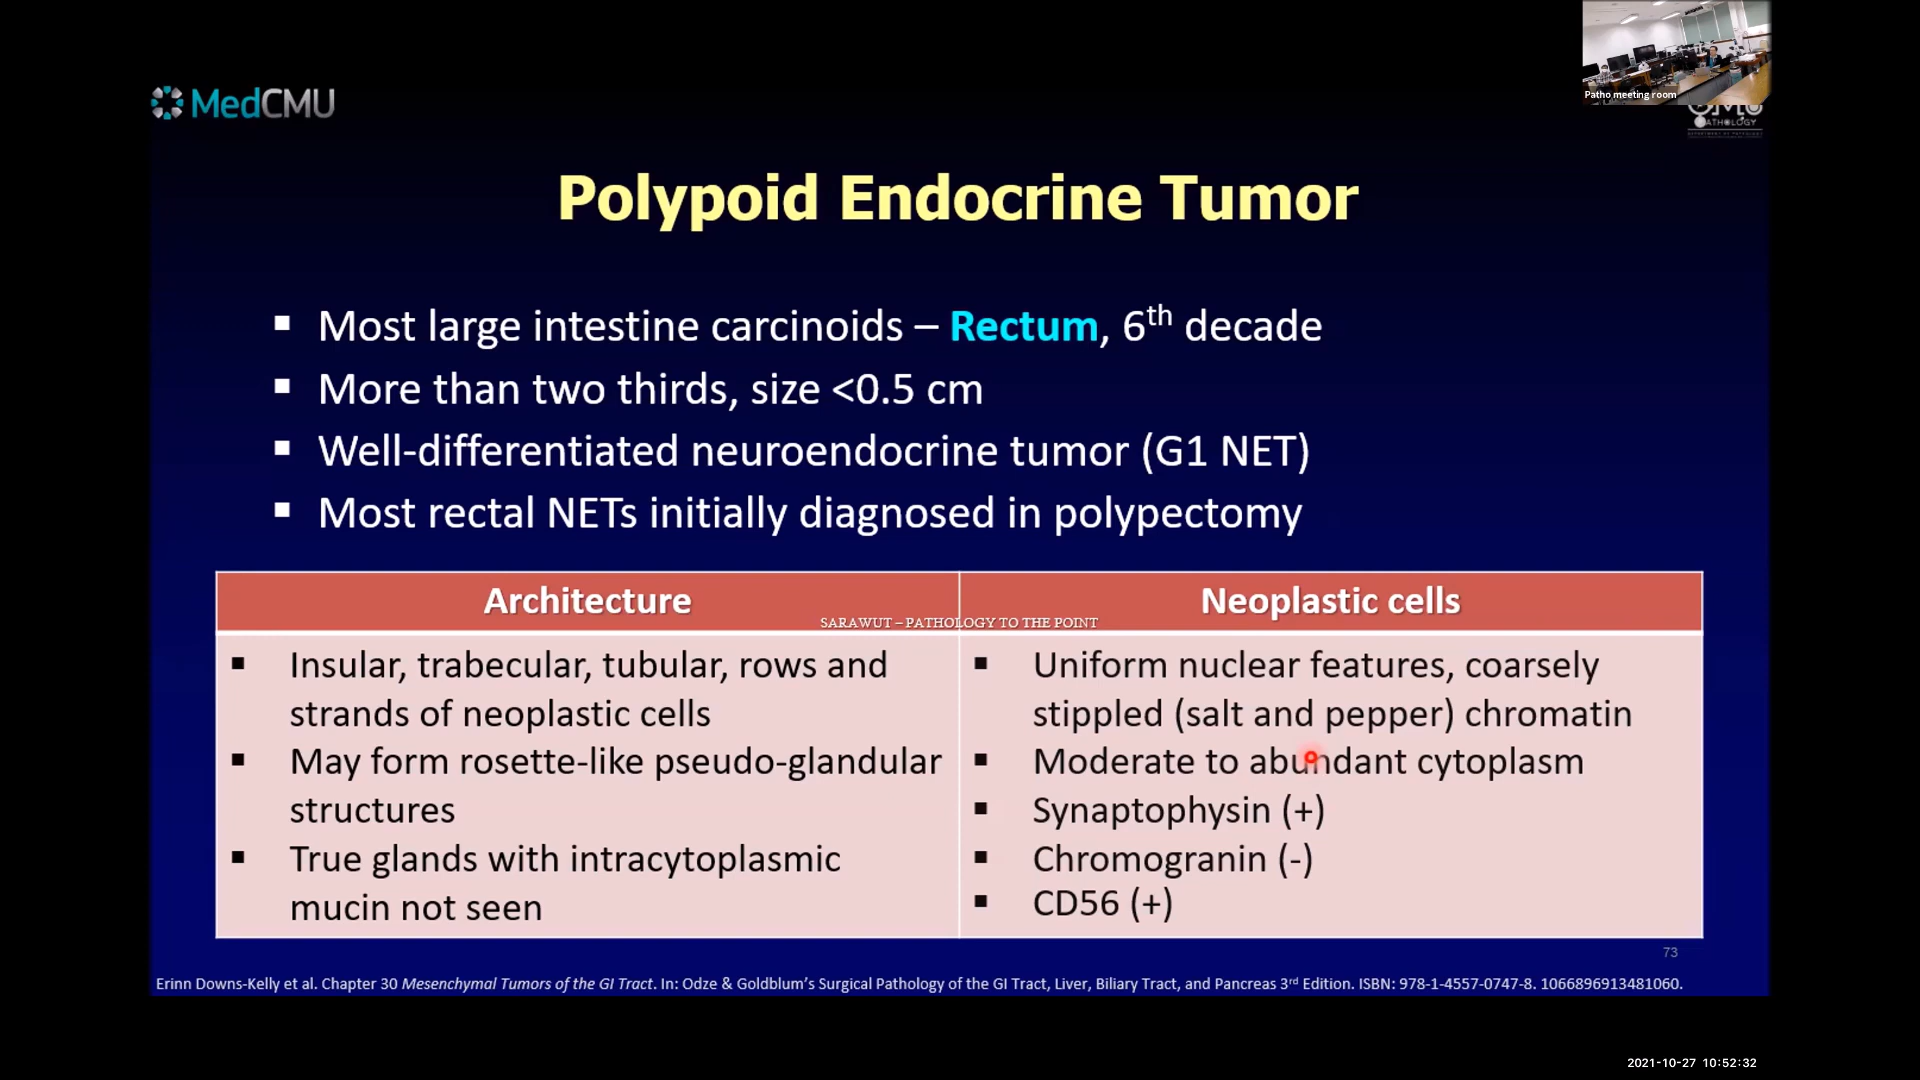 Patho meeting room
MedCMU
PATHOLOGY
Polypoid Endocrine Tumor
▪ Most large intestine carcinoids – Rectum, 6th decade
▪ More than two thirds, size <0.5 cm
▪ Well-differentiated neuroendocrine tumor (G1 NET)
▪ Most rectal NETs initially diagnosed in polypectomy
Architecture
Neoplastic cells
SARAWUT – PATHOLOGY TO THE POINT
▪ Insular, trabecular, tubular, rows and
strands of neoplastic cells
▪ May form rosette-like pseudo-glandular
structures
▪ True glands with intracytoplasmic
mucin not seen
▪ Uniform nuclear features, coarsely
stippled (salt and pepper) chromatin
▪ Moderate to abundant cytoplasm
▪ Synaptophysin (+)
▪ Chromogranin (-)
▪ CD56 (+)
73
Erinn Downs-Kelly et al. Chapter 30 Mesenchymal Tumors of the GI Tract. In: Odze & Goldblum's Surgical Pathology of the GI Tract, Liver, Biliary Tract, and Pancreas 3rd Edition. ISBN: 978-1-4557-0747-8. 1066896913481060.
2021-10-27 10:52:32